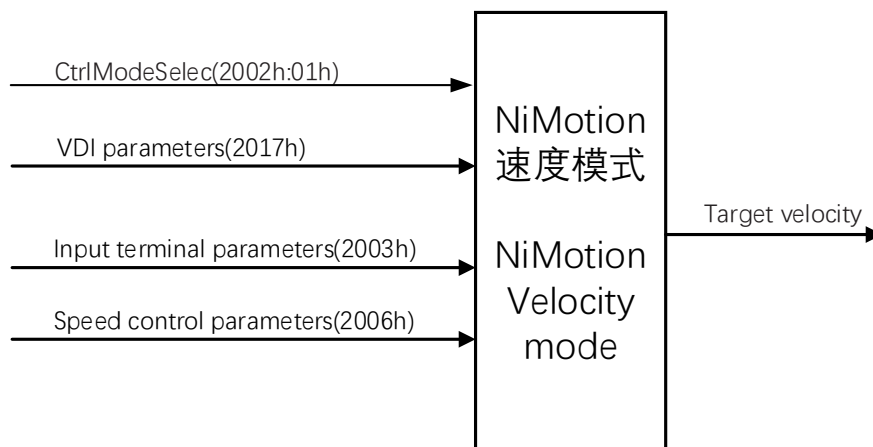 CtrlModeSelec(2002h:01h)
VDI parameters(2017h)
Input terminal parameters(2003h)
Speed control parameters(2006h)
NiMotion
速度模式
NiMotion
Velocity
mode
Target velocity